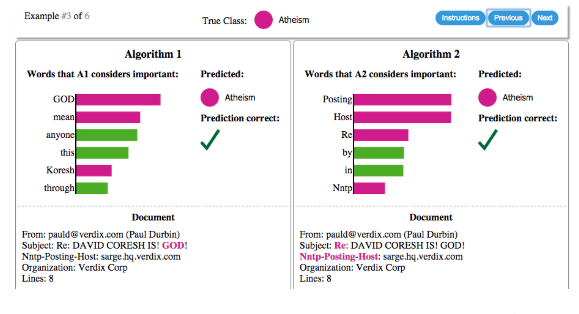 Example #3 of 6
True Class: Atheism
Instructions Previous Next
Algorithm 1
Words that A1 considers important:
Predicted:
GOD
mean
anyone
this
Koresh
through
Atheism
Prediction correct:
Document
From: pauld@verdix.com (Paul Durbin)
Subject: Re: DAVID CORESH IS! GOD!
Nntp-Posting-Host: sarge.hq.verdix.com
Organization: Verdix Corp
Lines: 8
Algorithm 2
Words that A2 considers important:
Predicted:
Posting
Host
Re
by
in
Nntp
Atheism
Prediction correct:
Document
From: pauld@verdix.com (Paul Durbin)
Subject: Re: DAVID CORESH IS! GOD!
Nntp-Posting-Host: sarge.hq.verdix.com
Organization: Verdix Corp
Lines: 8